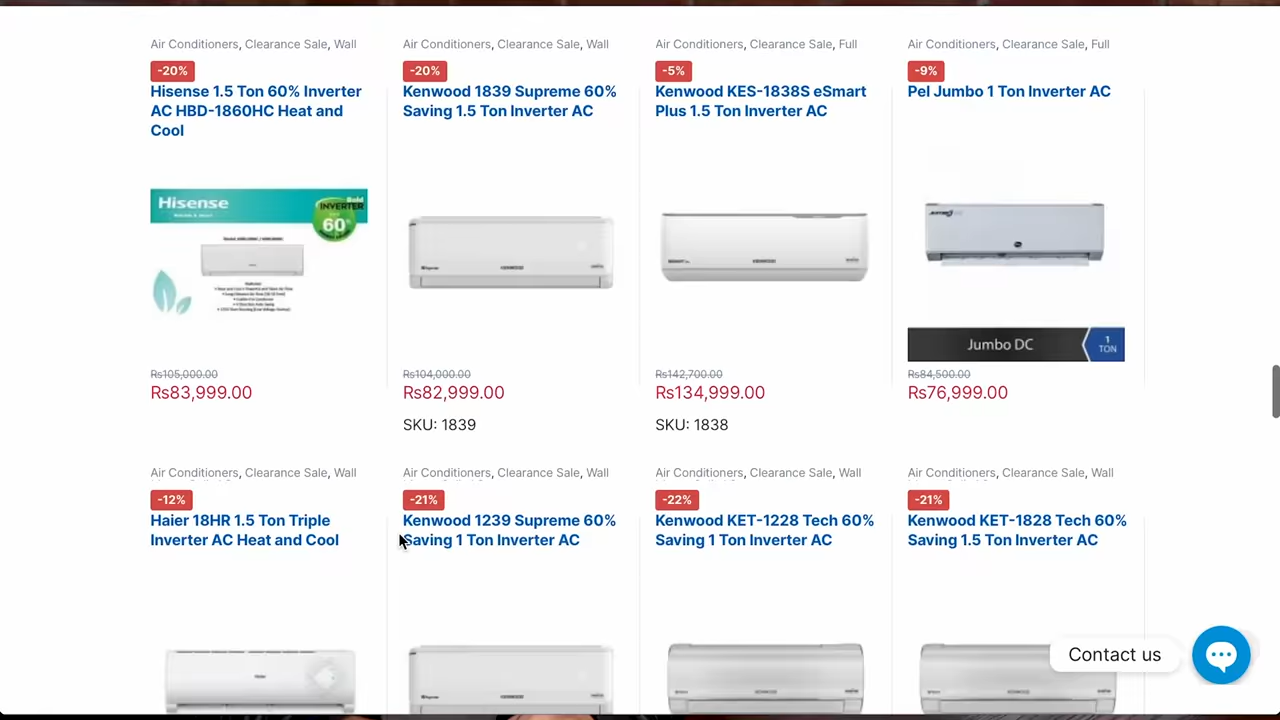 Air Conditioners, Clearance Sale, Wall
-20%
Hisense 1.5 Ton 60% Inverter
AC HBD-1860HC Heat and
Cool
Hisense
INVERTER
60%
Rs105,000.00
Rs83,999.00
Air Conditioners, Clearance Sale, Wall
-20%
Kenwood 1839 Supreme 60%
Saving 1.5 Ton Inverter AC
KENWOOD
Rs104,000.00
Rs82,999.00
SKU: 1839
Air Conditioners, Clearance Sale, Full
-5%
Kenwood KES-1838S eSmart
Plus 1.5 Ton Inverter AC
KENWOOD
Rs142,700.00
Rs134,999.00
SKU: 1838
Air Conditioners, Clearance Sale, Full
-9%
Pel Jumbo 1 Ton Inverter AC
Jumbo DC
1
TON
Rs84,500.00
Rs76,999.00
Air Conditioners, Clearance Sale, Wall
-12%
Haier 18HR 1.5 Ton Triple
Inverter AC Heat and Cool
Haier
Air Conditioners, Clearance Sale, Wall
-21%
Kenwood 1239 Supreme 60%
Saving 1 Ton Inverter AC
KENWOOD
Air Conditioners, Clearance Sale, Wall
-22%
Kenwood KET-1228 Tech 60%
Saving 1 Ton Inverter AC
KENWOOD
Air Conditioners, Clearance Sale, Wall
-21%
Kenwood KET-1828 Tech 60%
Saving 1.5 Ton Inverter AC
KENWOOD
Contact us